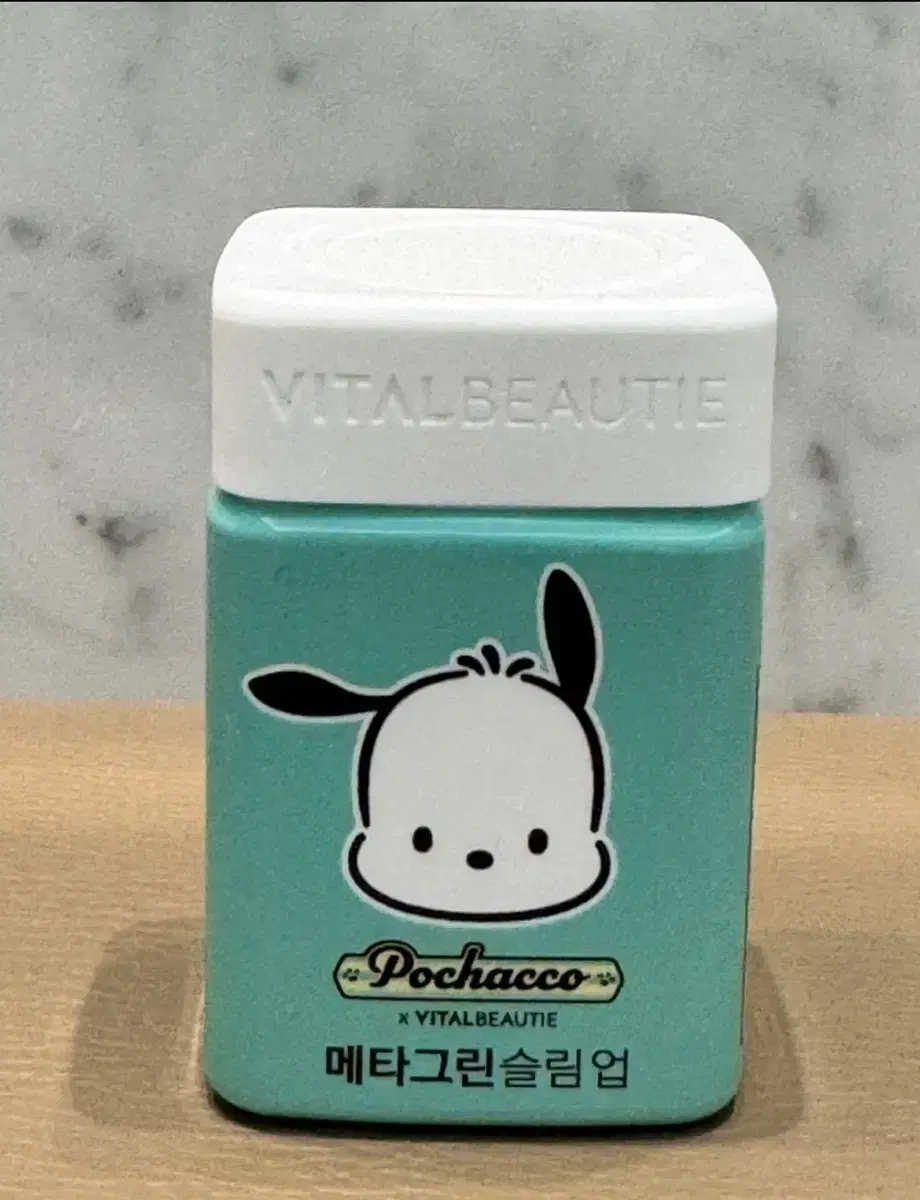 VITALBEAUTIE
Pochacco
x VITALBEAUTIE
메타그린슬림업